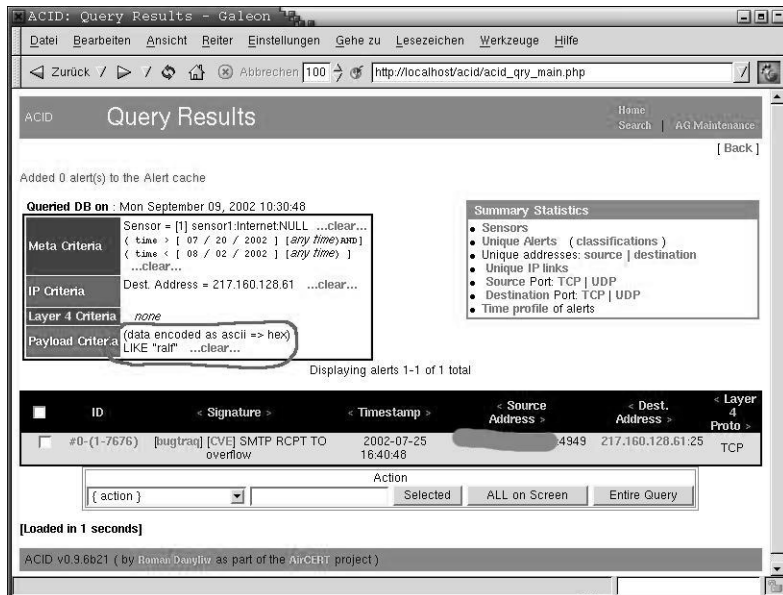 ACID: Query Results - Galeon
Datei Bearbeiten Ansicht Reiter Einstellungen Gehe zu Lesezeichen Werkzeuge Hilfe
Zurück Abbrechen 100 http://localhost/acid/acid_qry_main.php
ACID Query Results
Home
Search | AG Maintenance
[ Back ]
Added 0 alert(s) to the Alert cache
Queried DB on : Mon September 09, 2002 10:30:48
Meta Criteria
Sensor = [1] sensor1:Internet:NULL ...clear...
( time > [ 07 / 20 / 2002 ] [any time) AND]
( time < [ 08 / 02 / 2002 ] [any time) ]
...clear...
IP Criteria Dest. Address = 217.160.128.61 ...clear...
Layer 4 Criteria none
Payload Criteria (data encoded as ascii => hex)
LIKE "ralf" ...clear...
Summary Statistics
Sensors
Unique Alerts ( classifications )
Unique addresses: source | destination
Unique IP links
Source Port: TCP | UDP
Destination Port: TCP | UDP
Time profile of alerts
Displaying alerts 1-1 of 1 total
ID < Signature > < Timestamp > < Source Address > < Dest. Address > < Layer 4 Proto >
#0-(1-7676) [bugtraq] [CVE] SMTP RCPT TO overflow 2002-07-25 16:40:48 :4949 217.160.128.61:25 TCP
Action
{ action } Selected ALL on Screen Entire Query
[Loaded in 1 seconds]
ACID v0.9.6b21 ( by Roman Danyliw as part of the AirCERT project )